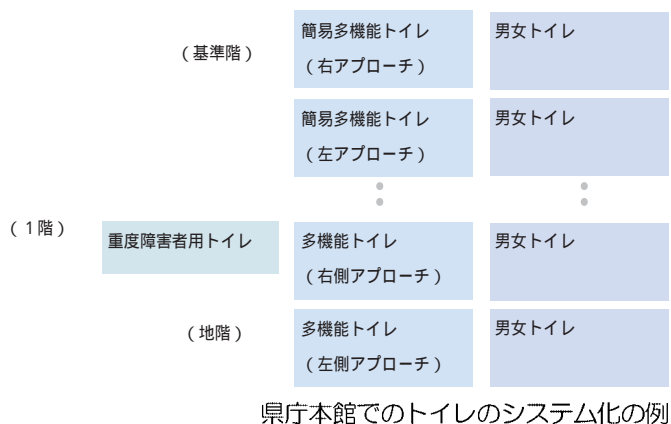 (基準階)
簡易多機能トイレ
(右アプローチ)
男女トイレ
簡易多機能トイレ
(左アプローチ)
男女トイレ
(1階)
重度障害者用トイレ
多機能トイレ
(右側アプローチ)
男女トイレ
(地階)
多機能トイレ
(左側アプローチ)
男女トイレ
県庁本館でのトイレのシステム化の例